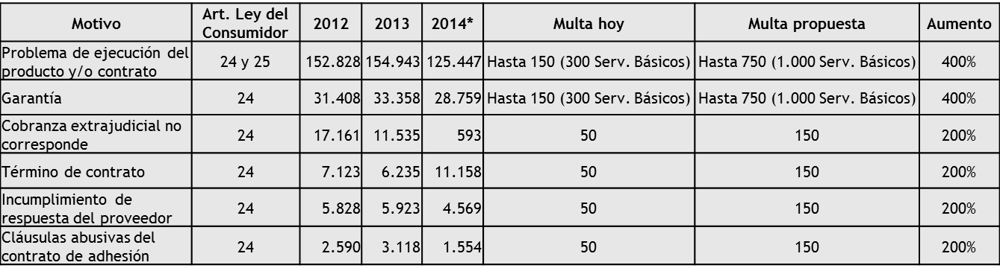 Motivo | Art. Ley del Consumidor | 2012 | 2013 | 2014* | Multa hoy | Multa propuesta | Aumento
Problema de ejecución del producto y/o contrato | 24 y 25 | 152.828 | 154.943 | 125.447 | Hasta 150 (300 Serv. Básicos) | Hasta 750 (1.000 Serv. Básicos) | 400%
Garantía | 24 | 31.408 | 33.358 | 28.759 | Hasta 150 (300 Serv. Básicos) | Hasta 750 (1.000 Serv. Básicos) | 400%
Cobranza extrajudicial no corresponde | 24 | 17.161 | 11.535 | 593 | 50 | 150 | 200%
Término de contrato | 24 | 7.123 | 6.235 | 11.158 | 50 | 150 | 200%
Incumplimiento de respuesta del proveedor | 24 | 5.828 | 5.923 | 4.569 | 50 | 150 | 200%
Cláusulas abusivas del contrato de adhesión | 24 | 2.590 | 3.118 | 1.554 | 50 | 150 | 200%